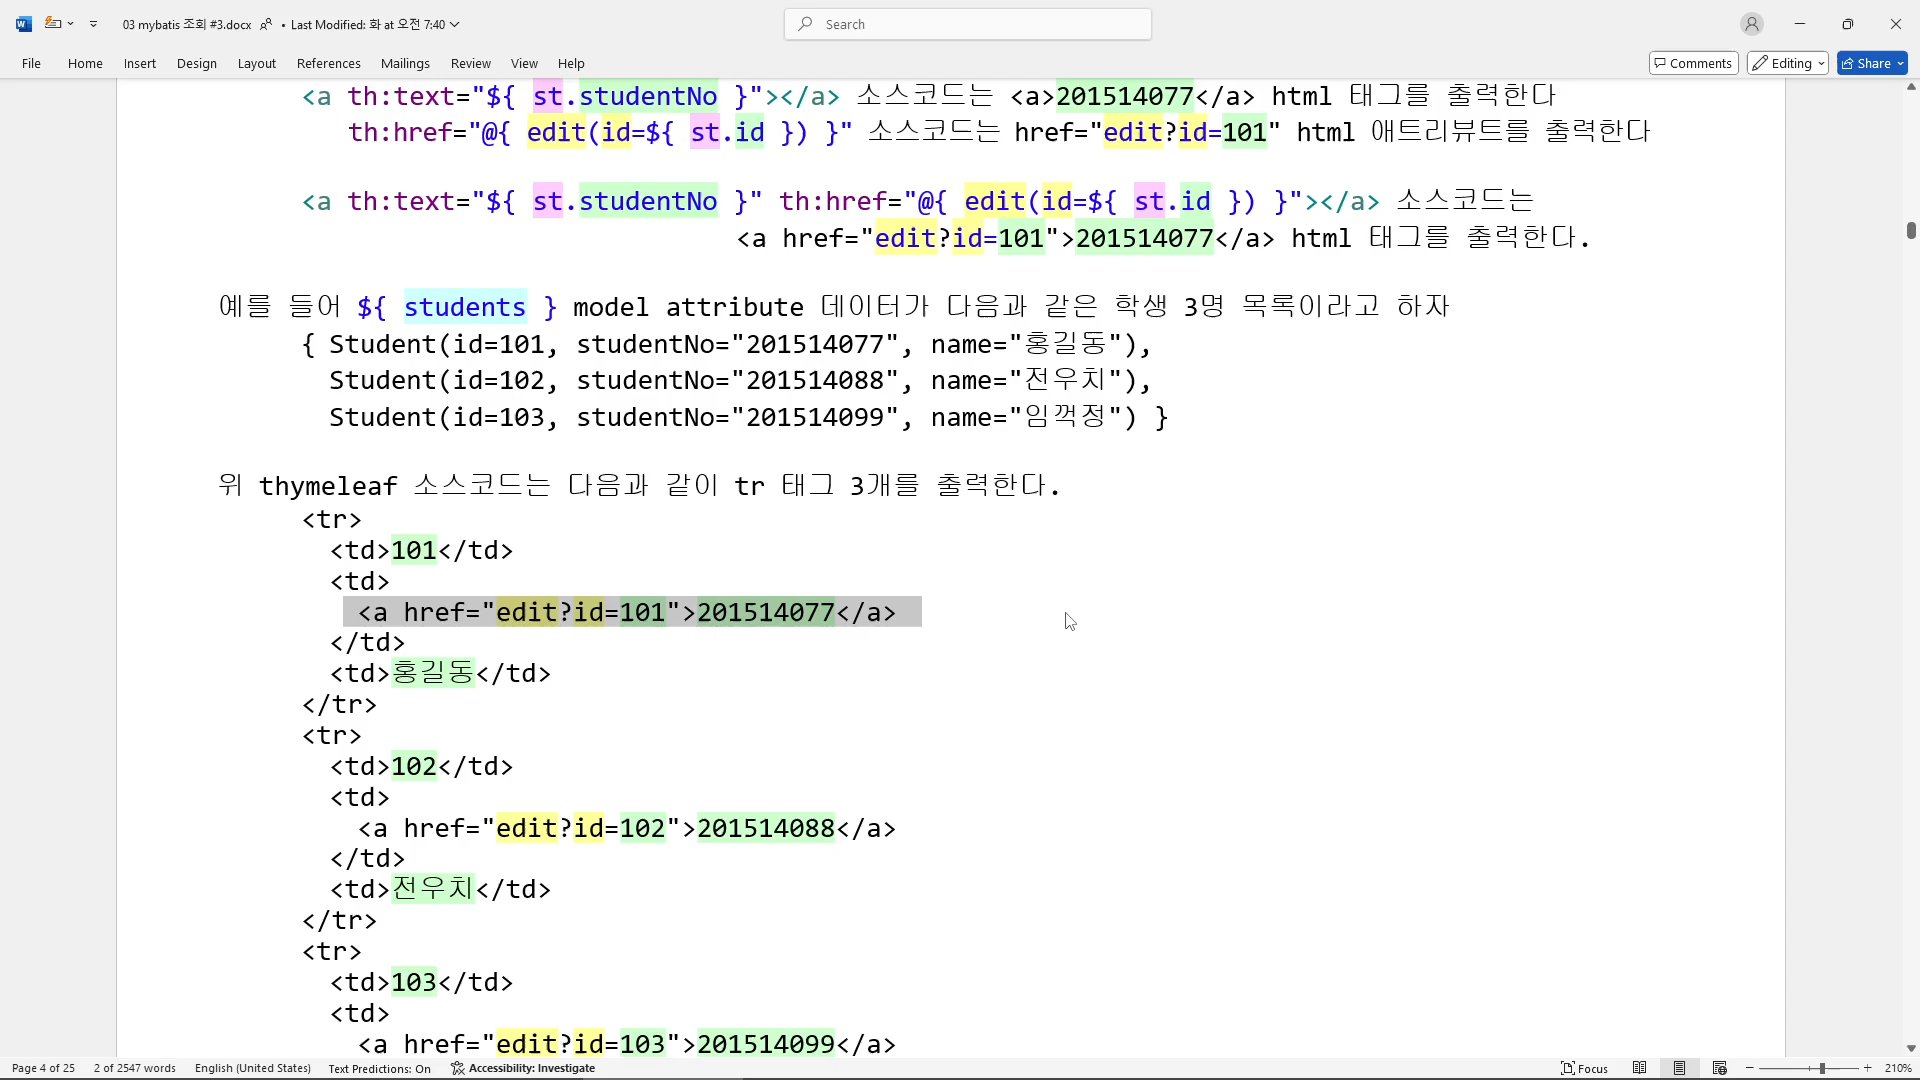 03 mybatis 조회 #3.docx • Last Modified: 화 at 오전 7:40
Search
File Home Insert Design Layout References Mailings Review View Help Comments Editing Share
<a th:text="${ st.studentNo }"></a> 소스코드는 <a>201514077</a> html 태그를 출력한다
th:href="@{ edit(id=${ st.id }) }" 소스코드는 href="edit?id=101" html 애트리뷰트를 출력한다
<a th:text="${ st.studentNo }" th:href="@{ edit(id=${ st.id }) }"></a> 소스코드는
<a href="edit?id=101">201514077</a> html 태그를 출력한다.
예를 들어 ${ students } model attribute 데이터가 다음과 같은 학생 3명 목록이라고 하자
{ Student(id=101, studentNo="201514077", name="홍길동"),
Student(id=102, studentNo="201514088", name="전우치"),
Student(id=103, studentNo="201514099", name="임꺽정") }
위 thymeleaf 소스코드는 다음과 같이 tr 태그 3개를 출력한다.
<tr>
<td>101</td>
<td>
<a href="edit?id=101">201514077</a>
</td>
<td>홍길동</td>
</tr>
<tr>
<td>102</td>
<td>
<a href="edit?id=102">201514088</a>
</td>
<td>전우치</td>
</tr>
<tr>
<td>103</td>
<td>
<a href="edit?id=103">201514099</a>
Page 4 of 25 2 of 2547 words English (United States) Text Predictions: On Accessibility: Investigate Focus 210%